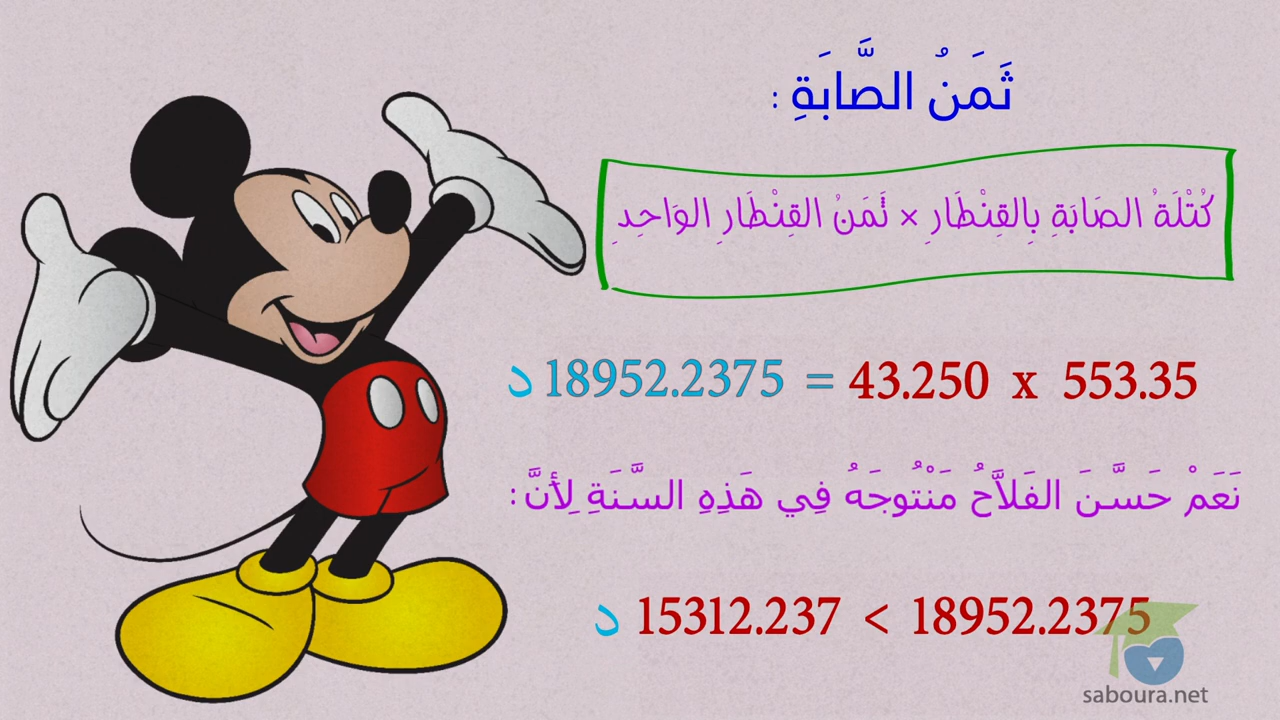 ثَمَنُ الصَّابَةِ :
كُتْلَةُ الصَابَةِ بِالقِنْطَارِ × ثَمَنُ القِنْطَارِ الوَاحِدِ
553.35 x 43.250 = 18952.2375 د
نَعَمْ حَسَّنَ الفَلاَّحُ مَنْتُوجَهُ فِي هَذِهِ السَّنَةِ لِأَنَّ :
15312.237 < 18952.2375 د
saboura.net